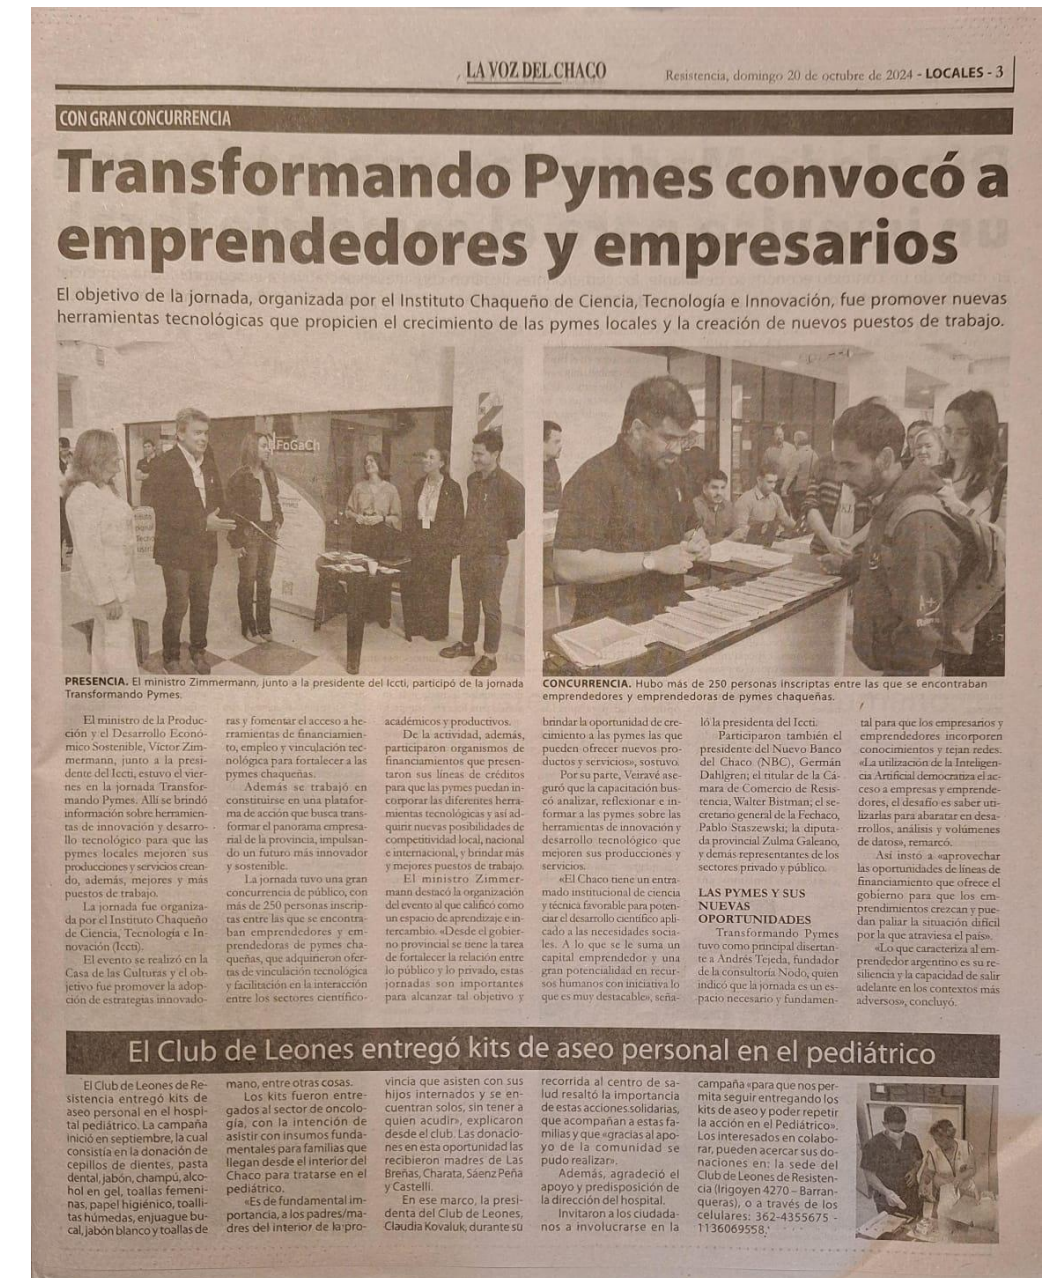 LA VOZ DEL CHACO
Resistencia, domingo 20 de octubre de 2024 - LOCALES - 3
CON GRAN CONCURRENCIA
Transformando Pymes convocó a
emprendedores y empresarios
El objetivo de la jornada, organizada por el Instituto Chaqueño de Ciencia, Tecnología e Innovación, fue promover nuevas
herramientas tecnológicas que propicien el crecimiento de las pymes locales y la creación de nuevos puestos de trabajo.
FoGaCh
PRESENCIA. El ministro Zimmermann, junto a la presidente del Iccti, participó de la jornada
Transformando Pymes.
CONCURRENCIA. Hubo más de 250 personas inscriptas entre las que se encontraban
emprendedores y emprendedoras de pymes chaqueñas.
El ministro de la Produc-
ción y el Desarrollo Econó-
mico Sostenible, Víctor Zim-
mermann, junto a la presi-
dente del Iccti, estuvo el vier-
nes en la jornada Transfor-
mando Pymes. Allí se brindó
información sobre herramien-
tas de innovación y desarro-
llo tecnológico para que las
pymes locales mejoren sus
producciones y servicios crean-
do, además, mejores y más
puestos de trabajo.
La jornada fue organiza-
da por el Instituto Chaqueño
de Ciencia, Tecnología e In-
novación (Iccti).
El evento se realizó en la
Casa de las Culturas y el ob-
jetivo fue promover la adop-
ción de estrategias innovado-
ras y fomentar el acceso a he-
rramientas de financiamien-
to, empleo y vinculación tec-
nológica para fortalecer a las
pymes chaqueñas.
Además se trabajó en
constituirse en una platafor-
ma de acción que busca trans-
formar el panorama empresa-
rial de la provincia, impulsan-
do un futuro más innovador
y sostenible.
La jornada tuvo una gran
concurrencia de público, con
más de 250 personas inscrip-
tas entre las que se encontra-
ban emprendedores y em-
prendedoras de pymes cha-
queñas, que adquirieron ofer-
tas de vinculación tecnológica
y facilitación en la interacción
entre los sectores científico-
académicos y productivos.
De la actividad, además,
participaron organismos de
financiamientos que presen-
taron sus líneas de créditos
para que las pymes puedan in-
corporar las diferentes herra-
mientas tecnológicas y así ad-
quirir nuevas posibilidades de
competitividad local, nacional
e internacional, y brindar más
y mejores puestos de trabajo.
El ministro Zimmer-
mann destacó la organización
del evento al que calificó como
un espacio de aprendizaje e in-
tercambio. «Desde el gobier-
no provincial se tiene la tarea
de fortalecer la relación entre
lo público y lo privado, estas
jornadas son importantes
para alcanzar tal objetivo y
brindar la oportunidad de cre-
cimiento a las pymes las que
pueden ofrecer nuevos pro-
ductos y servicios», sostuvo.
Por su parte, Veiravé ase-
guró que la capacitación bus-
có analizar, reflexionar e in-
formar a las pymes sobre las
herramientas de innovación y
desarrollo tecnológico que
mejoren sus producciones y
servicios.
«El Chaco tiene un entra-
mado institucional de ciencia
y técnica favorable para poten-
ciar el desarrollo científico apli-
cado a las necesidades socia-
les. A lo que se le suma un
capital emprendedor y una
gran potencialidad en recur-
sos humanos con iniciativa lo
que es muy destacable», seña-
ló la presidenta del Iccti.
Participaron también el
presidente del Nuevo Banco
del Chaco (NBC), Germán
Dahlgren; el titular de la Cá-
mara de Comercio de Resis-
tencia, Walter Bistman; el se-
cretario general de la Fechaco,
Pablo Staszewski; la diputa-
da provincial Zulma Galeano,
y demás representantes de los
sectores privado y público.
LAS PYMES Y SUS
NUEVAS
OPORTUNIDADES
Transformando Pymes
tuvo como principal disertan-
te a Andrés Tejeda, fundador
de la consultoría Nodo, quien
indicó que la jornada es un es-
pacio necesario y fundamen-
tal para que los empresarios y
emprendedores incorporen
conocimientos y tejan redes.
«La utilización de la Inteligen-
cia Artificial democratiza el ac-
ceso a empresas y emprende-
dores, el desafío es saber uti-
lizarlas para abaratar en desa-
rrollos, análisis y volúmenes
de datos», remarcó.
Así instó a «aprovechar
las oportunidades de líneas de
financiamiento que ofrece el
gobierno para que los em-
prendimientos crezcan y pue-
dan paliar la situación difícil
por la que atraviesa el país».
«Lo que caracteriza al em-
prendedor argentino es su re-
siliencia y la capacidad de salir
adelante en los contextos más
adversos», concluyó.
El Club de Leones entregó kits de aseo personal en el pediátrico
El Club de Leones de Re-
sistencia entregó kits de
aseo personal en el hospi-
tal pediátrico. La campaña
inició en septiembre, la cual
consistía en la donación de
cepillos de dientes, pasta
dental, jabón, champú, alco-
hol en gel, toallas femeni-
nas, papel higiénico, toalli-
tas húmedas, enjuague bu-
cal, jabón blanco y toallas de
mano, entre otras cosas.
Los kits fueron entre-
gados al sector de oncolo-
gía, con la intención de
asistir con insumos funda-
mentales para familias que
llegan desde el interior del
Chaco para tratarse en el
pediátrico.
«Es de fundamental im-
portancia, a los padres/ma-
dres del interior de la pro-
vincia que asisten con sus
hijos internados y se en-
cuentran solos, sin tener a
quien acudir», explicaron
desde el club. Las donacio-
nes en esta oportunidad las
recibieron madres de Las
Breñas, Charata, Sáenz Peña
y Castelli.
En ese marco, la presi-
denta del Club de Leones,
Claudia Kovaluk, durante su
recorrida al centro de sa-
lud resaltó la importancia
de estas acciones solidarias,
que acompañan a estas fa-
milias y que «gracias al apo-
yo de la comunidad se
pudo realizar».
Además, agradeció el
apoyo y predisposición de
la dirección del hospital.
Invitaron a los ciudada-
nos a involucrarse en la
campaña «para que nos per-
mita seguir entregando los
kits de aseo y poder repetir
la acción en el Pediátrico».
Los interesados en colabo-
rar, pueden acercar sus do-
naciones en: la sede del
Club de Leones de Resisten-
cia (Irigoyen 4270 – Barran-
queras), o a través de los
celulares: 362-4355675 -
1136069558.